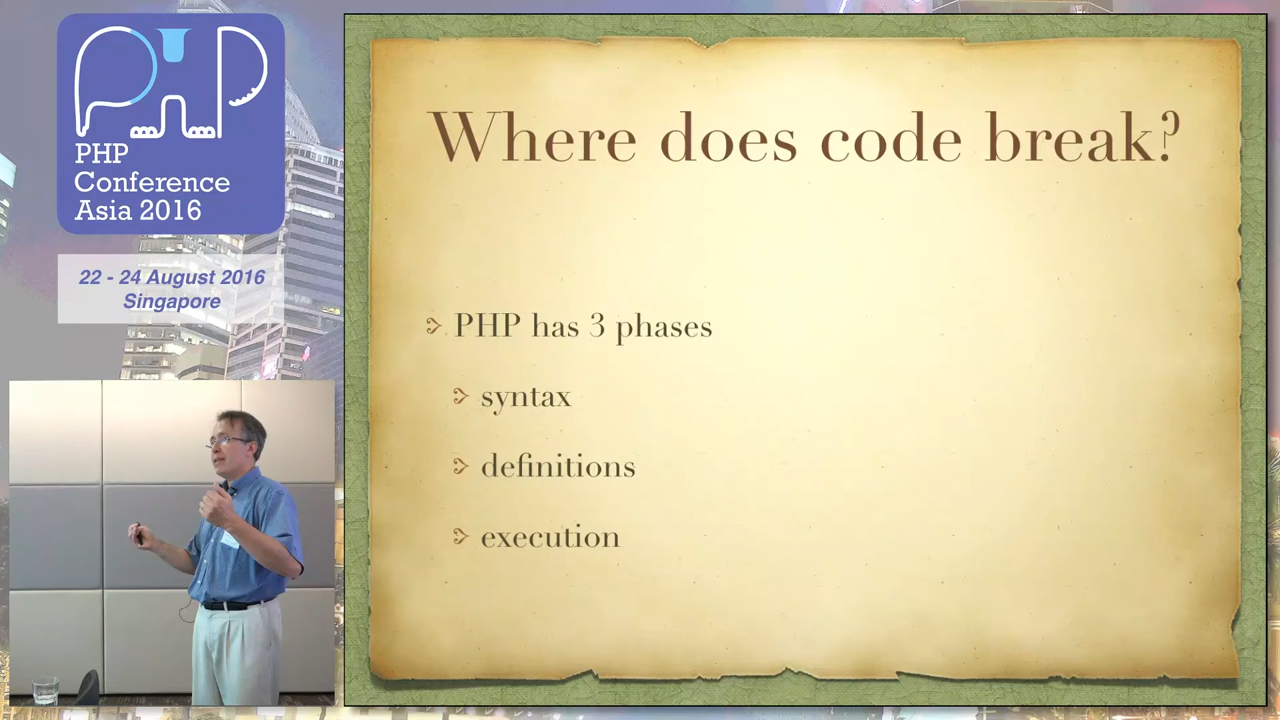 PHP
PHP
Conference
Asia 2016
22 - 24 August 2016
Singapore
Where does code break?
PHP has 3 phases
syntax
definitions
execution